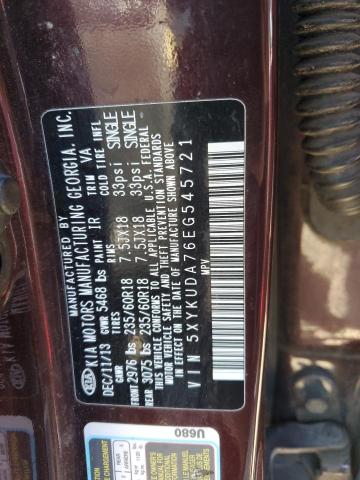 MANUFACTURED BY
KIA MOTORS MANUFACTURING GEORGIA, INC.
DEC/11/13 PAINT IR TRIM VA
GVWR 5468 lbs
GAWR TIRES RIMS COLD TIRE INFL
FRONT 2976 lbs 235/60R18 7.5JX18 33psi SINGLE
REAR 3075 lbs 235/60R18 7.5JX18 33psi SINGLE
THIS VEHICLE CONFORMS TO ALL APPLICABLE U.S.A. FEDERAL
MOTOR VEHICLE SAFETY AND THEFT PREVENTION STANDARDS
IN EFFECT ON THE DATE OF MANUFACTURE SHOWN ABOVE.
VIN 5XYKUDA76EG545721
MPV
KIA
U680